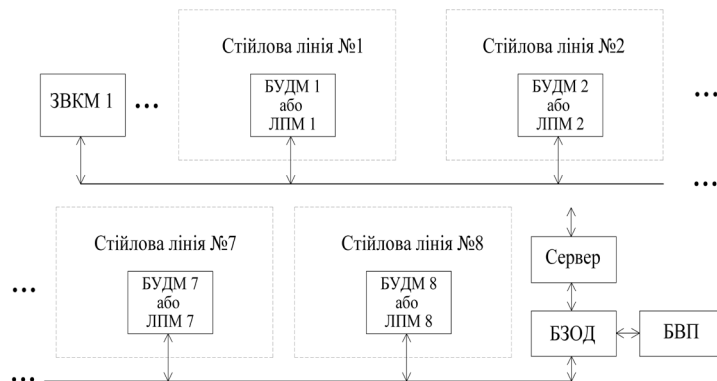 Стійлова лінія №1
Стійлова лінія №2
ЗВКМ 1
...
БУДМ 1
або
ЛПМ 1
БУДМ 2
або
ЛПМ 2
...
...
Стійлова лінія №7
Стійлова лінія №8
Сервер
...
БУДМ 7
або
ЛПМ 7
БУДМ 8
або
ЛПМ 8
БЗОД
БВП
...